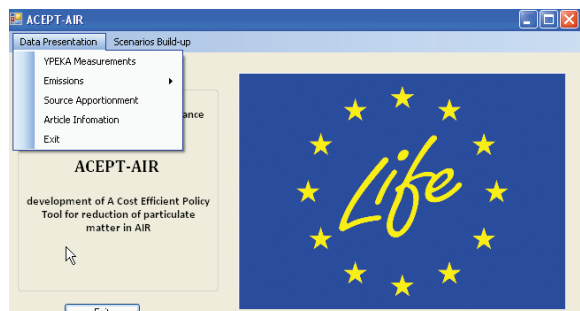 ACEPT-AIR
Data Presentation Scenarios Build-up
YPEKA Measurements
Emissions
Source Apportionment
Article Infomation
Exit
ACEPT-AIR
development of A Cost Efficient Policy
Tool for reduction of particulate
matter in AIR
Life